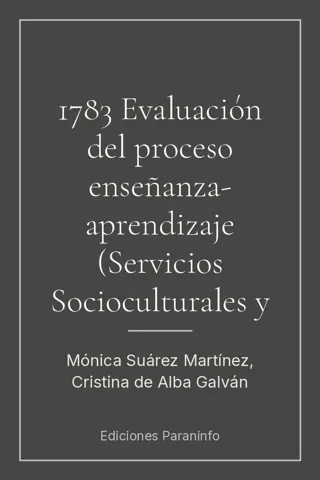 1783 Evaluación
del proceso
enseñanza-
aprendizaje
(Servicios
Socioculturales y
Mónica Suárez Martínez,
Cristina de Alba Galván
Ediciones Paraninfo